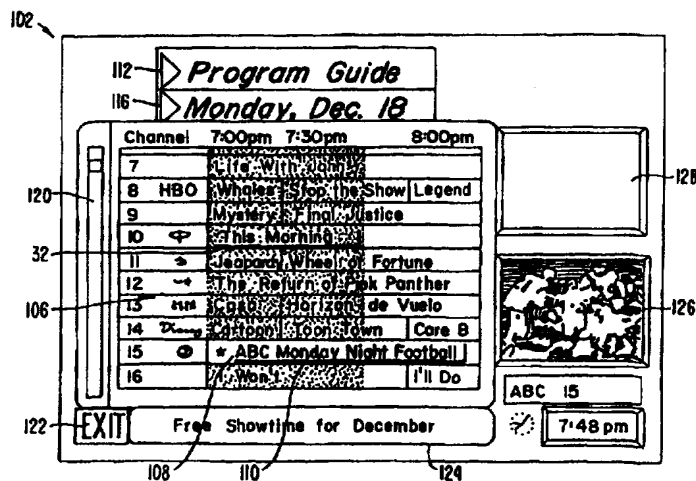 102
112 Program Guide
116 Monday, Dec. 18
Channel 7:00pm 7:30pm 8:00pm
7 Life With
8 HBO Whales Stop the Show Legend
9 Mystery Final Justice
10 This Morning
11 Jeopardy Wheel of Fortune
12 The Return of Pink Panther
13 Horizon de Vuelo
14 Disney Cartoon Toon Town Care B
15 * ABC Monday Night Football
16 I Won't I'll Do
120
32
106
128
126
ABC 15
122 EXIT Free Showtime for December 7:48 pm
108 110 124